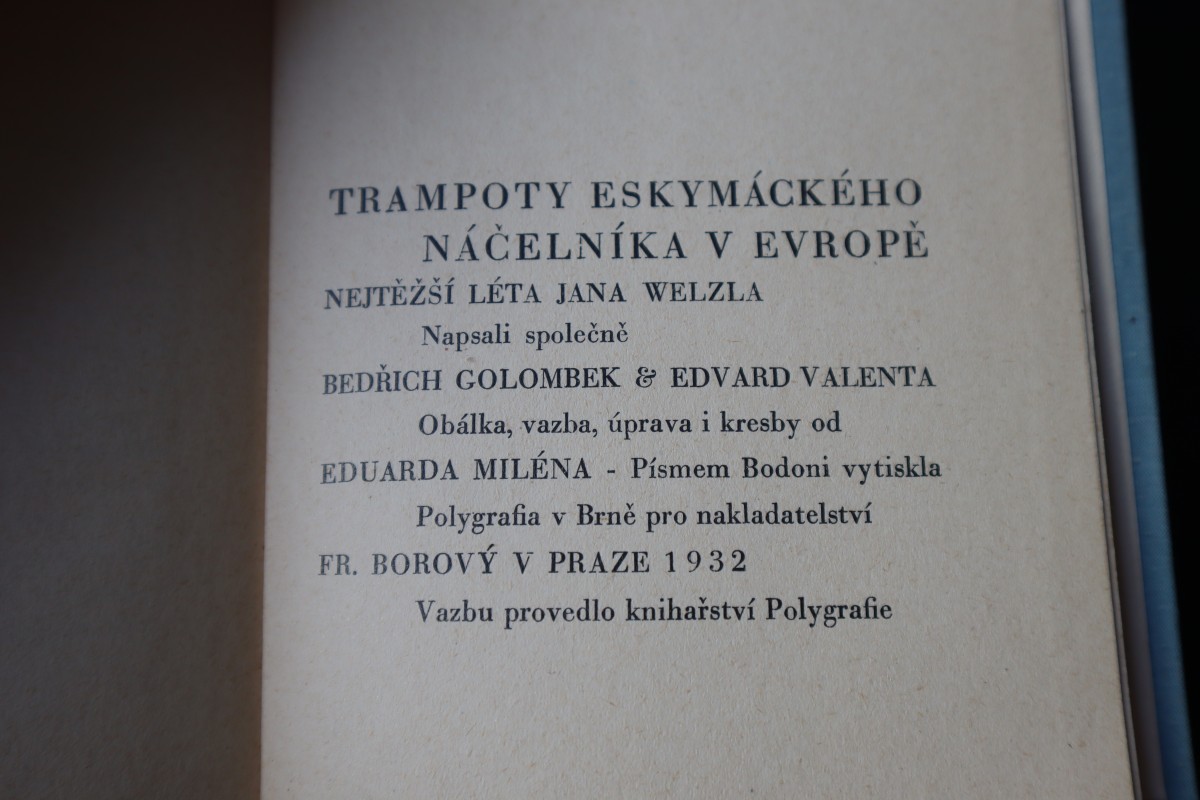 TRAMPOTY ESKYMÁCKÉHO
NÁČELNÍKA V EVROPĚ
NEJTĚŽŠÍ LÉTA JANA WELZLA
Napsali společně
BEDŘICH GOLOMBEK & EDVARD VALENTA
Obálka, vazba, úprava i kresby od
EDUARDA MILÉNA - Písmem Bodoni vytiskla
Polygrafia v Brně pro nakladatelství
FR. BOROVÝ V PRAZE 1932
Vazbu provedlo knihařství Polygrafie